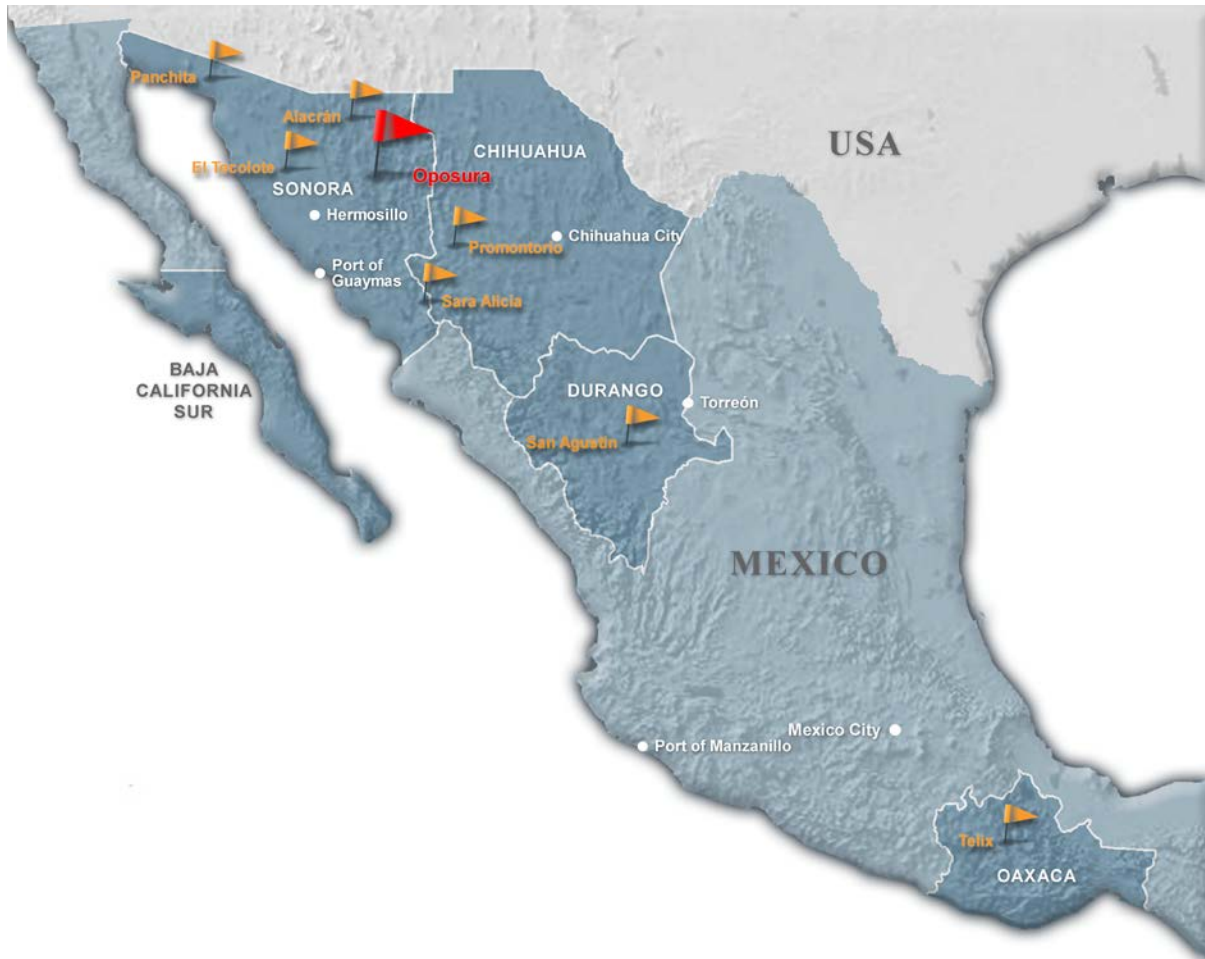 Panchita
Alacrán
El Tecolote
Oposura
SONORA
Hermosillo
Port of
Guaymas
CHIHUAHUA
Promontorio
Chihuahua City
Sara Alicia
USA
BAJA
CALIFORNIA
SUR
DURANGO
San Agustin
Torreón
MEXICO
Mexico City
Port of Manzanillo
Telix
OAXACA